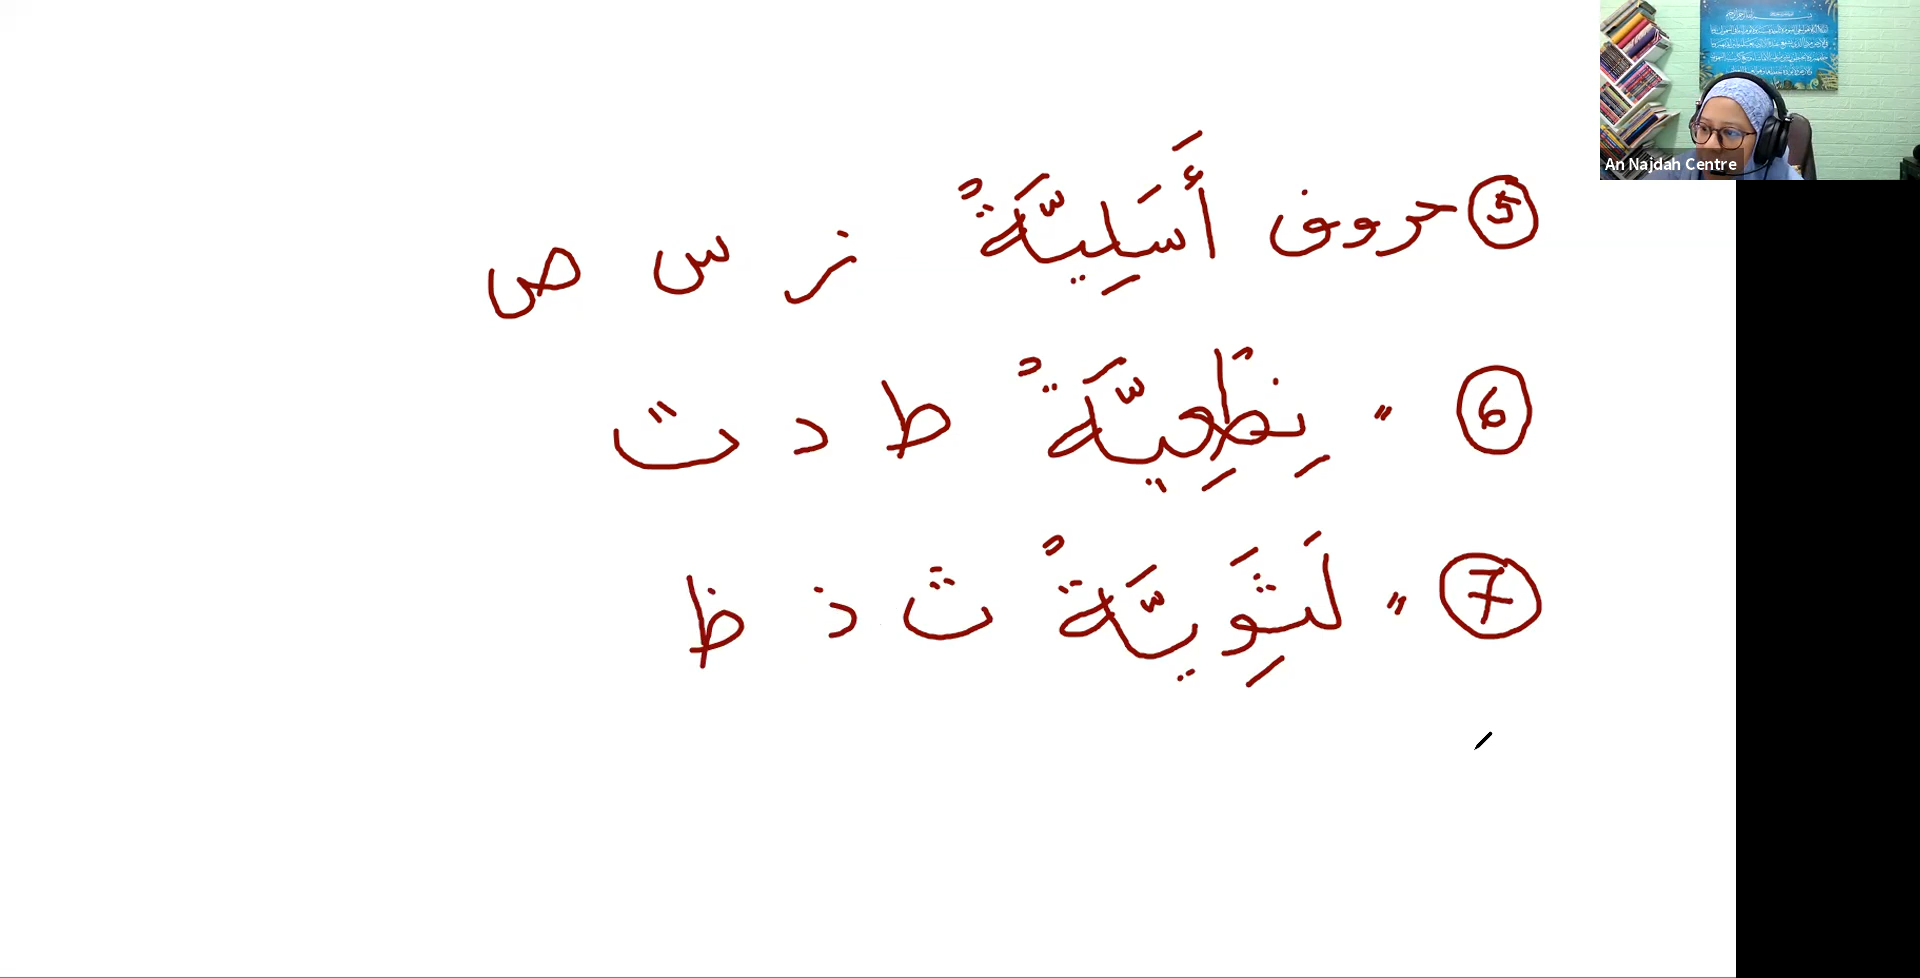 An Najdah Centre
5 حروف أَسَلِيَّةٌ ز س ص
6 " نِطَعِيَّةٌ ط د ت
7 " لَثَوِيَّةٌ ث ذ ظ